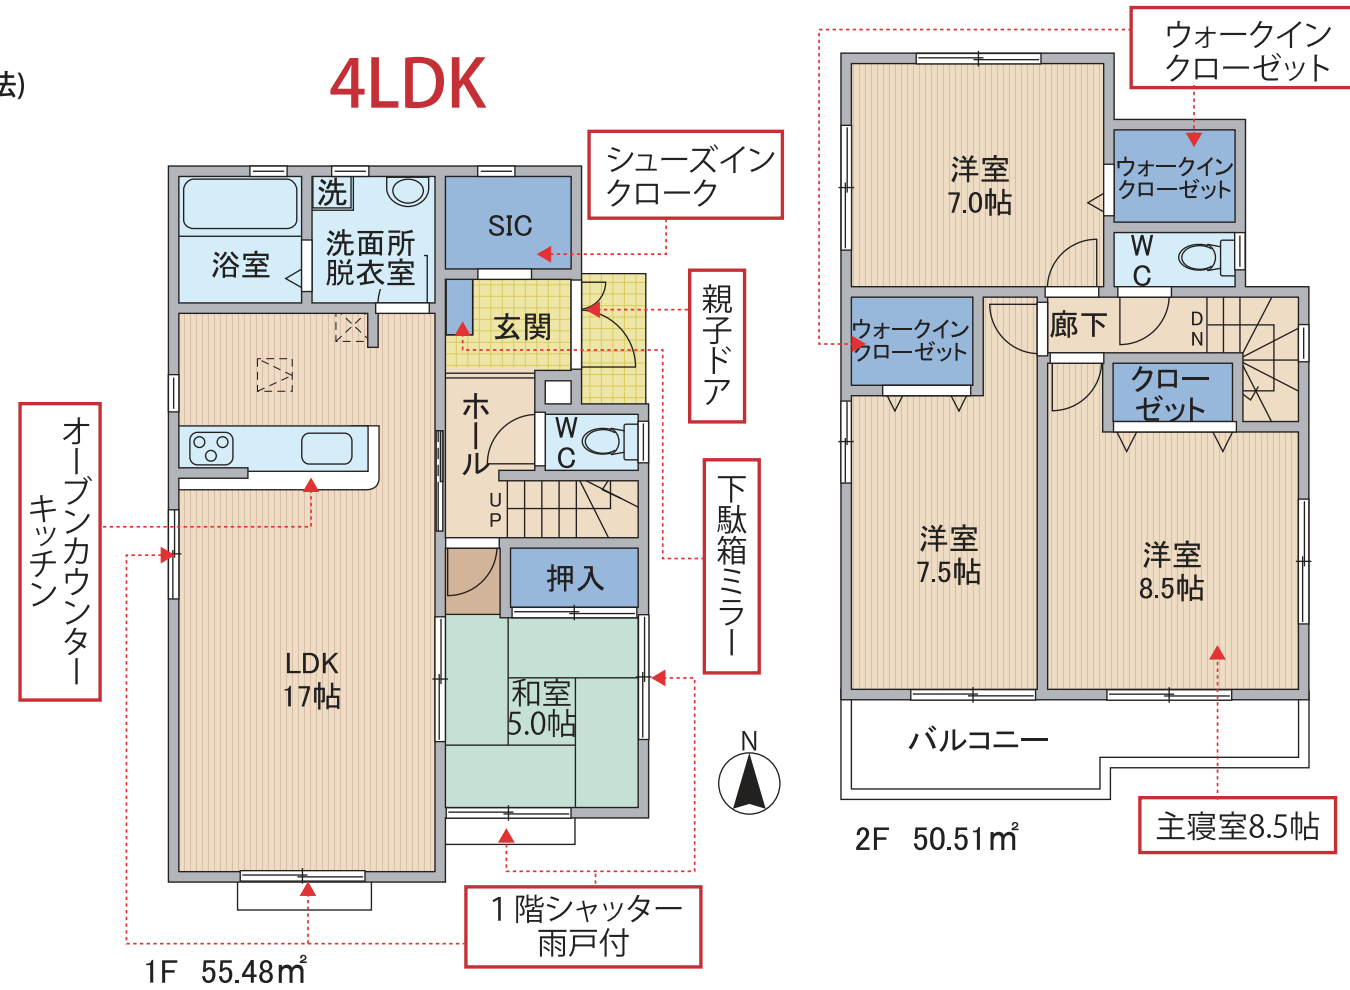 法)
4LDK
シューズイン
クローク
ウォークイン
クローゼット
洗
浴室
洗面所
脱衣室
SIC
玄関
親子ドア
ホール
WC
UP
オープンカウンター
キッチン
下駄箱ミラー
押入
LDK
17帖
和室
5.0帖
N
1階シャッター
雨戸付
1F 55.48㎡
洋室
7.0帖
ウォークイン
クローゼット
WC
ウォークイン
クローゼット
廊下
DN
クロー
ゼット
洋室
7.5帖
洋室
8.5帖
バルコニー
主寝室8.5帖
2F 50.51㎡